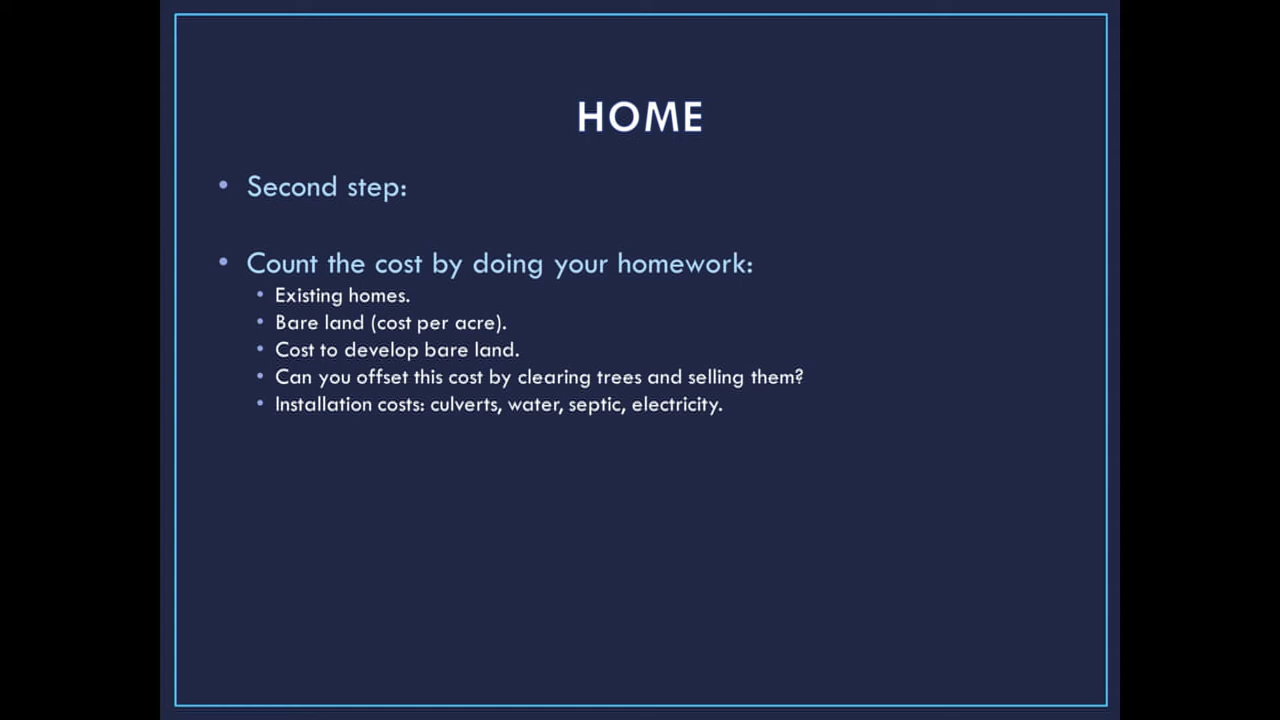 HOME
• Second step:
• Count the cost by doing your homework:
• Existing homes.
• Bare land (cost per acre).
• Cost to develop bare land.
• Can you offset this cost by clearing trees and selling them?
• Installation costs: culverts, water, septic, electricity.